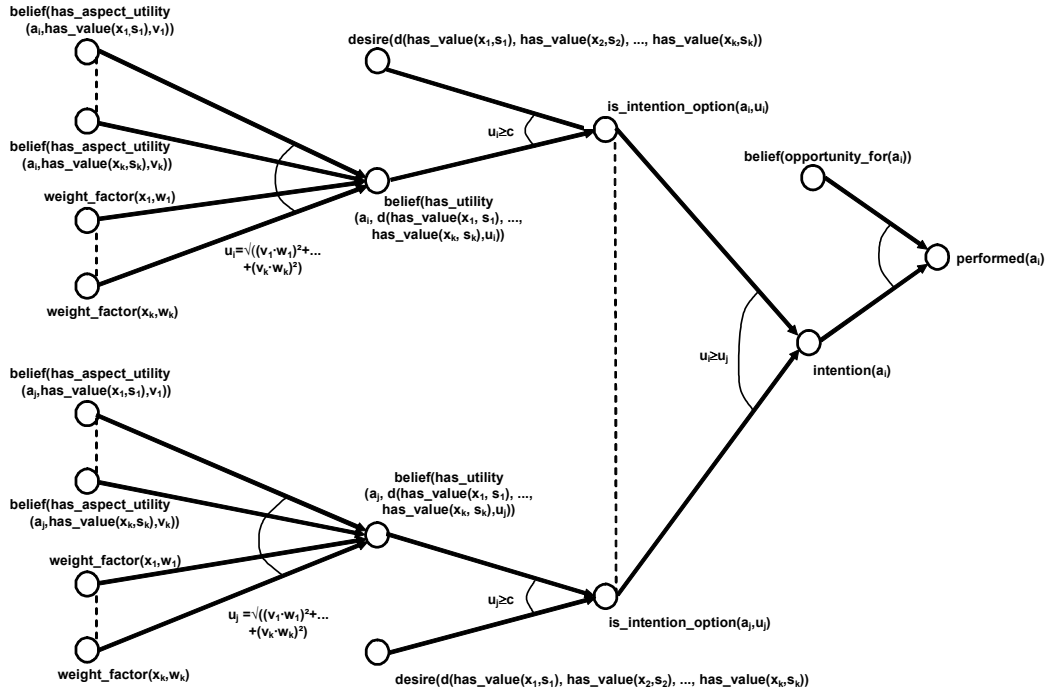 belief(has_aspect_utility
(aᵢ,has_value(x₁,s₁),v₁))
belief(has_aspect_utility
(aᵢ,has_value(xₖ,sₖ),vₖ))
weight_factor(x₁,w₁)
weight_factor(xₖ,wₖ)
uᵢ=√((v₁·w₁)²+...
+(vₖ·wₖ)²)
belief(has_utility
(aᵢ, d(has_value(x₁, s₁), ...,
has_value(xₖ, sₖ),uᵢ))
desire(d(has_value(x₁,s₁), has_value(x₂,s₂), ..., has_value(xₖ,sₖ))
uᵢ≥c
is_intention_option(aᵢ,uᵢ)
belief(opportunity_for(aᵢ))
performed(aᵢ)
uᵢ≥uⱼ
intention(aᵢ)
belief(has_aspect_utility
(aⱼ,has_value(x₁,s₁),v₁))
belief(has_aspect_utility
(aⱼ,has_value(xₖ,sₖ),vₖ))
weight_factor(x₁,w₁)
weight_factor(xₖ,wₖ)
uⱼ =√((v₁·w₁)²+...
+(vₖ·wₖ)²)
belief(has_utility
(aⱼ, d(has_value(x₁, s₁), ...,
has_value(xₖ, sₖ),uⱼ))
uⱼ≥c
is_intention_option(aⱼ,uⱼ)
desire(d(has_value(x₁,s₁), has_value(x₂,s₂), ..., has_value(xₖ,sₖ))